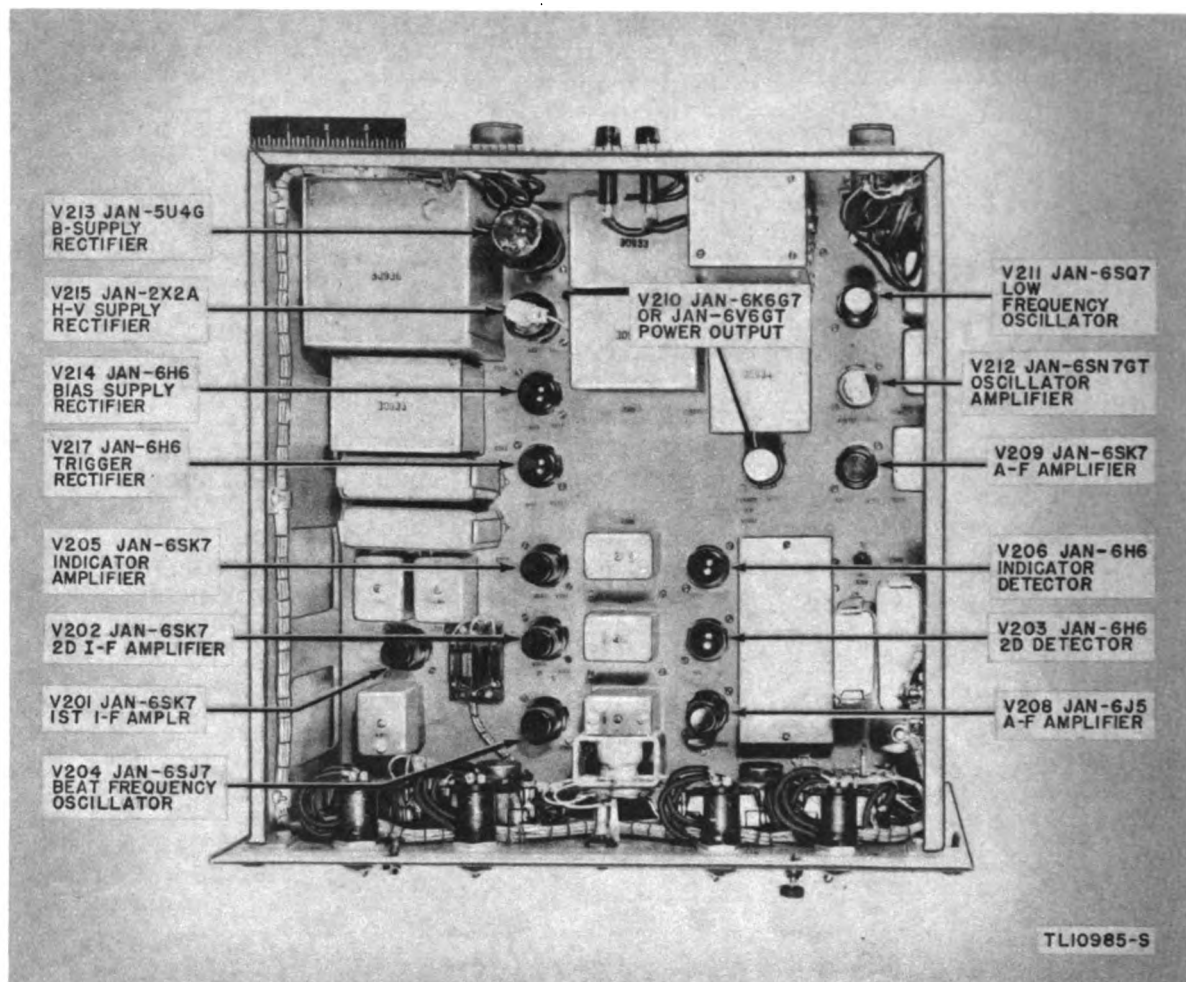 V213 JAN-5U4G
B-SUPPLY
RECTIFIER
V215 JAN-2X2A
H-V SUPPLY
RECTIFIER
V214 JAN-6H6
BIAS SUPPLY
RECTIFIER
V217 JAN-6H6
TRIGGER
RECTIFIER
V205 JAN-6SK7
INDICATOR
AMPLIFIER
V202 JAN-6SK7
2D I-F AMPLIFIER
V201 JAN-6SK7
1ST I-F AMPLR
V204 JAN-6SJ7
BEAT FREQUENCY
OSCILLATOR
30933
V210 JAN-6K6G7
OR JAN-6V6GT
POWER OUTPUT
V211 JAN-6SQ7
LOW
FREQUENCY
OSCILLATOR
V212 JAN-6SN7GT
OSCILLATOR
AMPLIFIER
V209 JAN-6SK7
A-F AMPLIFIER
V206 JAN-6H6
INDICATOR
DETECTOR
V203 JAN-6H6
2D DETECTOR
V208 JAN-6J5
A-F AMPLIFIER
TL10985-S